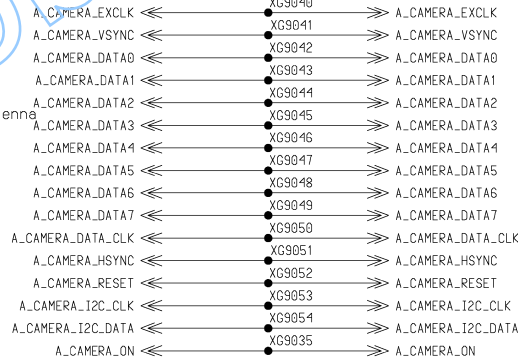 A_CAMERA_EXCLK XG9040 A_CAMERA_EXCLK
A_CAMERA_VSYNC XG9041 A_CAMERA_VSYNC
A_CAMERA_DATA0 XG9042 A_CAMERA_DATA0
A_CAMERA_DATA1 XG9043 A_CAMERA_DATA1
A_CAMERA_DATA2 XG9044 A_CAMERA_DATA2
enna
A_CAMERA_DATA3 XG9045 A_CAMERA_DATA3
A_CAMERA_DATA4 XG9046 A_CAMERA_DATA4
A_CAMERA_DATA5 XG9047 A_CAMERA_DATA5
A_CAMERA_DATA6 XG9048 A_CAMERA_DATA6
A_CAMERA_DATA7 XG9049 A_CAMERA_DATA7
A_CAMERA_DATA_CLK XG9050 A_CAMERA_DATA_CLK
A_CAMERA_HSYNC XG9051 A_CAMERA_HSYNC
A_CAMERA_RESET XG9052 A_CAMERA_RESET
A_CAMERA_I2C_CLK XG9053 A_CAMERA_I2C_CLK
A_CAMERA_I2C_DATA XG9054 A_CAMERA_I2C_DATA
A_CAMERA_ON XG9035 A_CAMERA_ON